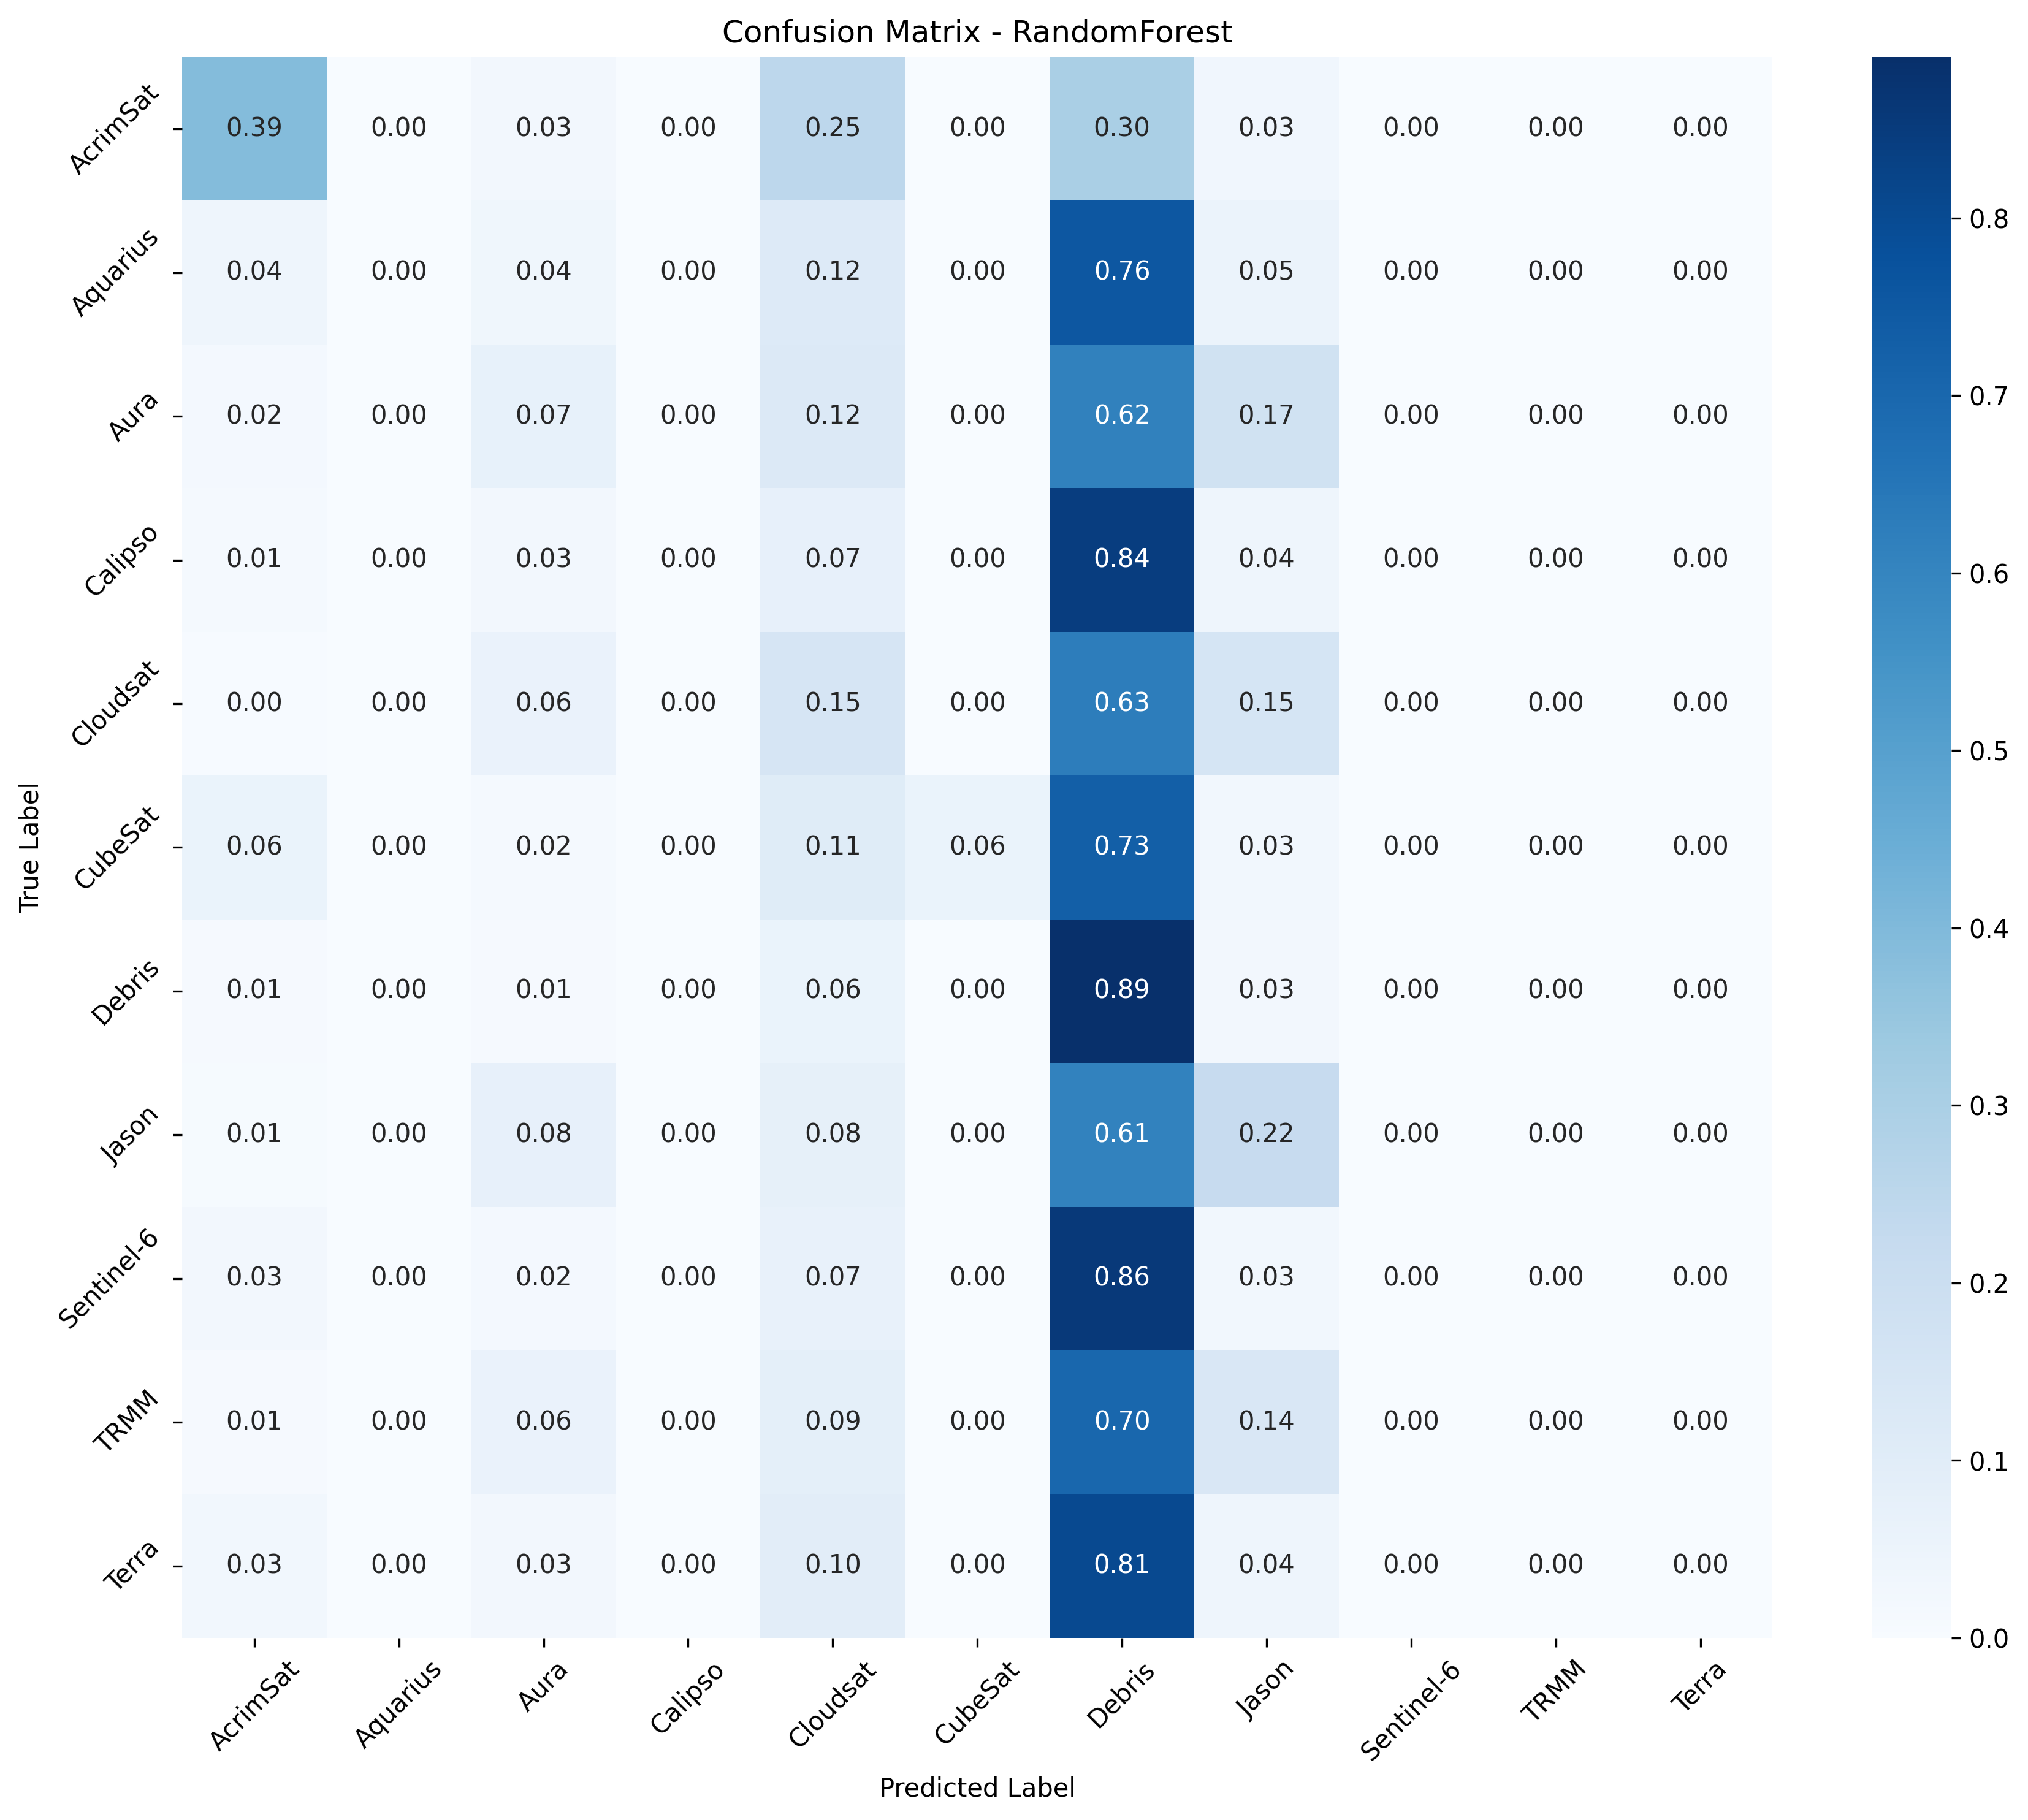 Confusion Matrix - RandomForest
True Label
AcrimSat 0.39 0.00 0.03 0.00 0.25 0.00 0.30 0.03 0.00 0.00 0.00
Aquarius 0.04 0.00 0.04 0.00 0.12 0.00 0.76 0.05 0.00 0.00 0.00
Aura 0.02 0.00 0.07 0.00 0.12 0.00 0.62 0.17 0.00 0.00 0.00
Calipso 0.01 0.00 0.03 0.00 0.07 0.00 0.84 0.04 0.00 0.00 0.00
Cloudsat 0.00 0.00 0.06 0.00 0.15 0.00 0.63 0.15 0.00 0.00 0.00
CubeSat 0.06 0.00 0.02 0.00 0.11 0.06 0.73 0.03 0.00 0.00 0.00
Debris 0.01 0.00 0.01 0.00 0.06 0.00 0.89 0.03 0.00 0.00 0.00
Jason 0.01 0.00 0.08 0.00 0.08 0.00 0.61 0.22 0.00 0.00 0.00
Sentinel-6 0.03 0.00 0.02 0.00 0.07 0.00 0.86 0.03 0.00 0.00 0.00
TRMM 0.01 0.00 0.06 0.00 0.09 0.00 0.70 0.14 0.00 0.00 0.00
Terra 0.03 0.00 0.03 0.00 0.10 0.00 0.81 0.04 0.00 0.00 0.00
AcrimSat Aquarius Aura Calipso Cloudsat CubeSat Debris Jason Sentinel-6 TRMM Terra
Predicted Label
0.8
0.7
0.6
0.5
0.4
0.3
0.2
0.1
0.0